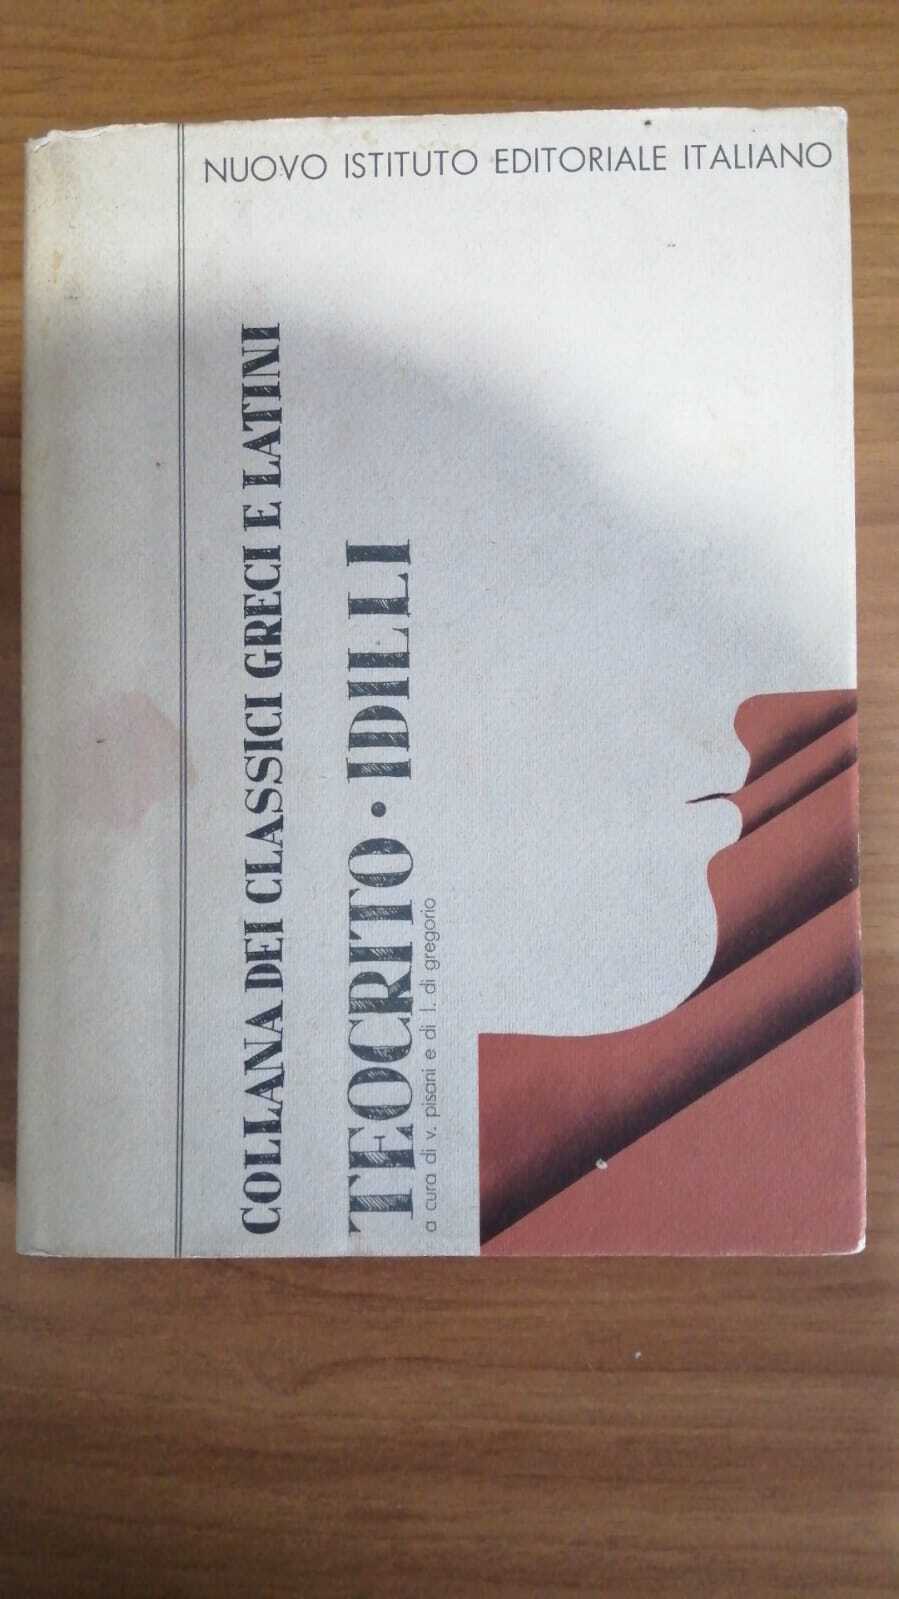 NUOVO ISTITUTO EDITORIALE ITALIANO
COLLANA DEI CLASSICI GRECI E LATINI
TEOCRITO • IDILLI
a cura di v. pisani e di l. di gregorio